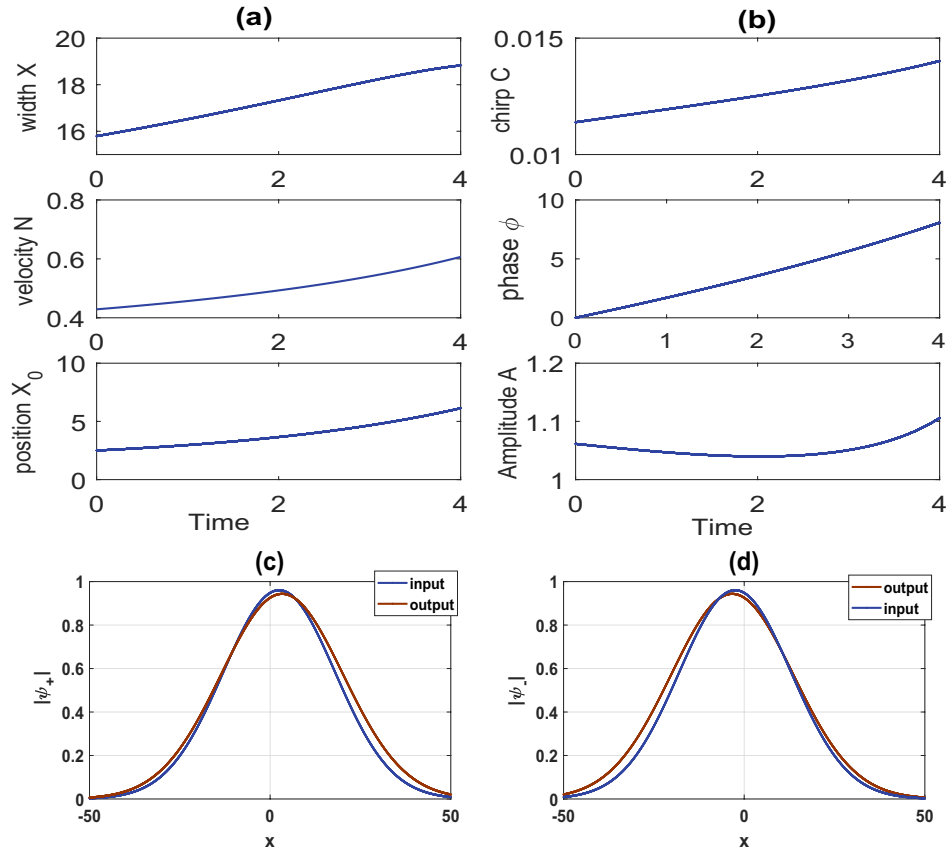 (a)
20
18
16
width X
0 2 4
0.8
0.6
0.4
velocity N
0 2 4
10
5
0
position X₀
0 2 4
Time
(b)
0.015
0.01
chirp C
0 2 4
10
5
0
phase ϕ
0 1 2 3 4
1.2
1.1
1
Amplitude A
0 2 4
Time
(c)
input
output
1
0.8
0.6
0.4
0.2
0
|ψ₊|
-50 0 50
x
(d)
output
input
1
0.8
0.6
0.4
0.2
0
|ψ₋|
-50 0 50
x